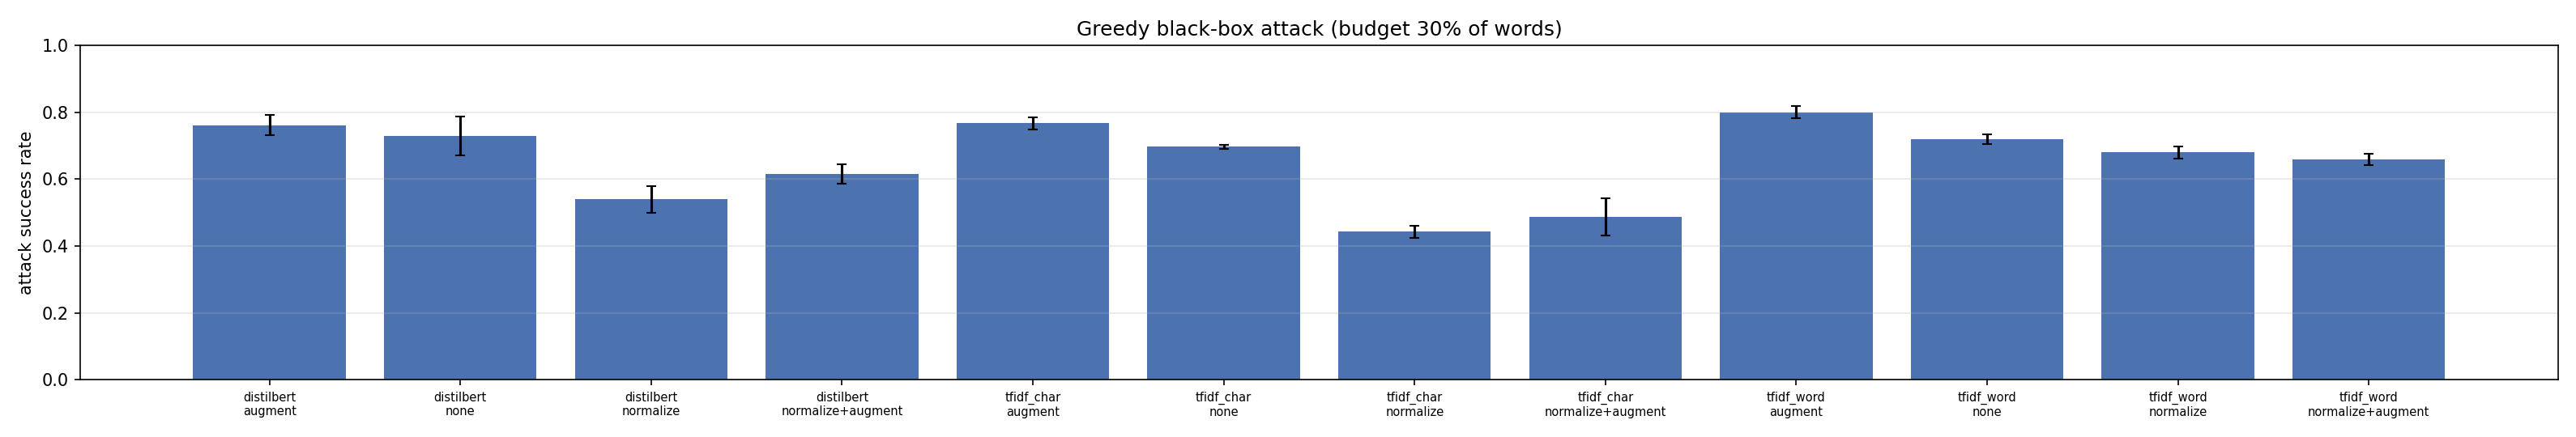 Greedy black-box attack (budget 30% of words)
attack success rate
1.0
0.8
0.6
0.4
0.2
0.0
distilbert
augment
distilbert
none
distilbert
normalize
distilbert
normalize+augment
tfidf_char
augment
tfidf_char
none
tfidf_char
normalize
tfidf_char
normalize+augment
tfidf_word
augment
tfidf_word
none
tfidf_word
normalize
tfidf_word
normalize+augment